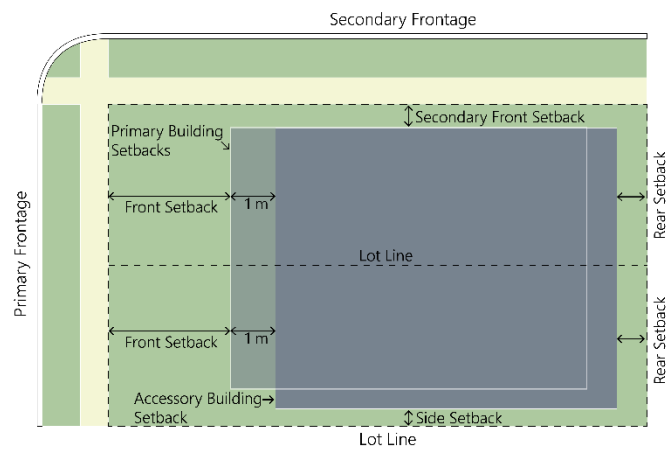 Secondary Frontage
Secondary Front Setback
Primary Building
Setbacks
Front Setback
1 m
Rear Setback
Primary Frontage
Lot Line
Front Setback
1 m
Rear Setback
Accessory Building
Setback
Side Setback
Lot Line